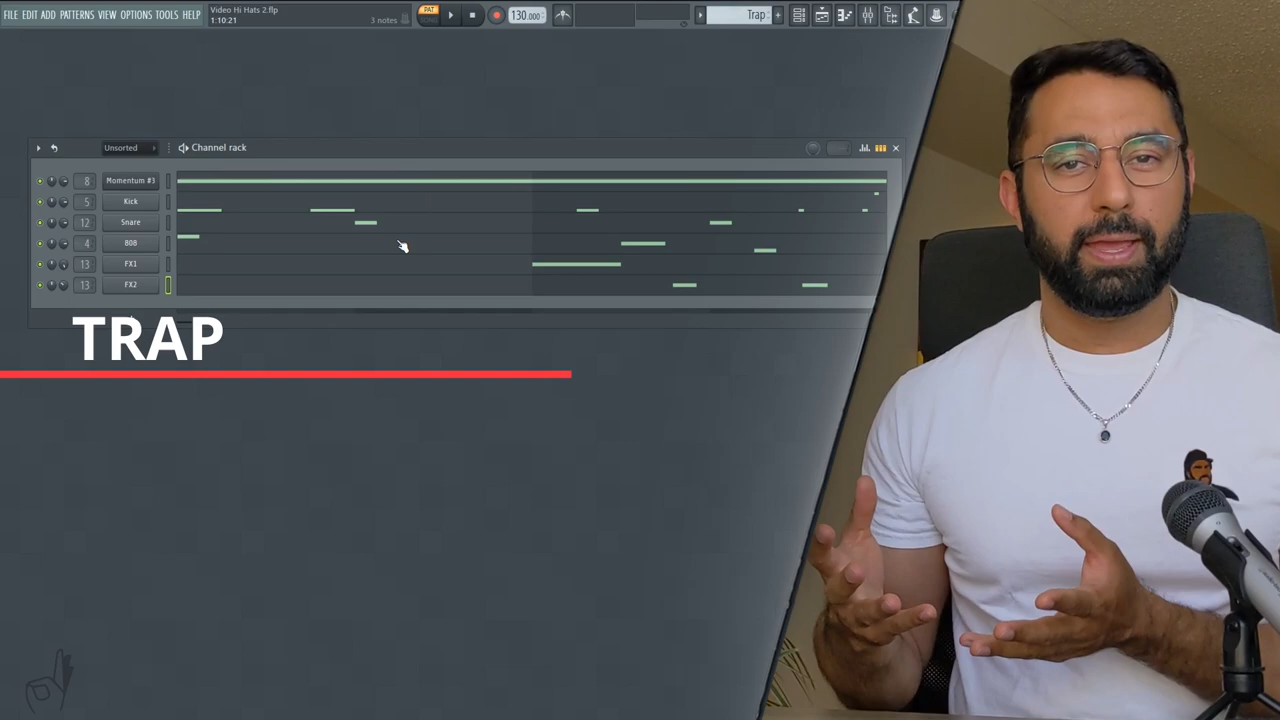 FILE EDIT ADD PATTERNS VIEW OPTIONS TOOLS HELP
Video Hi Hats 2.flp
1:10:21
3 notes
PAT
130.000
Trap
Unsorted
Channel rack
8 Momentum #3
5 Kick
12 Snare
4 808
13 FX1
13 FX2
TRAP